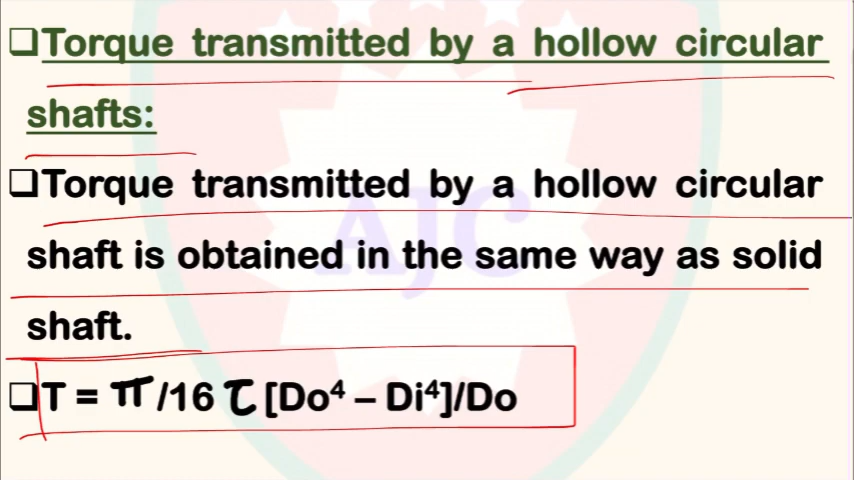 ❑Torque transmitted by a hollow circular
shafts:
❑Torque transmitted by a hollow circular
shaft is obtained in the same way as solid
shaft.
❑T = π/16 τ [Do⁴ – Di⁴]/Do
AJC